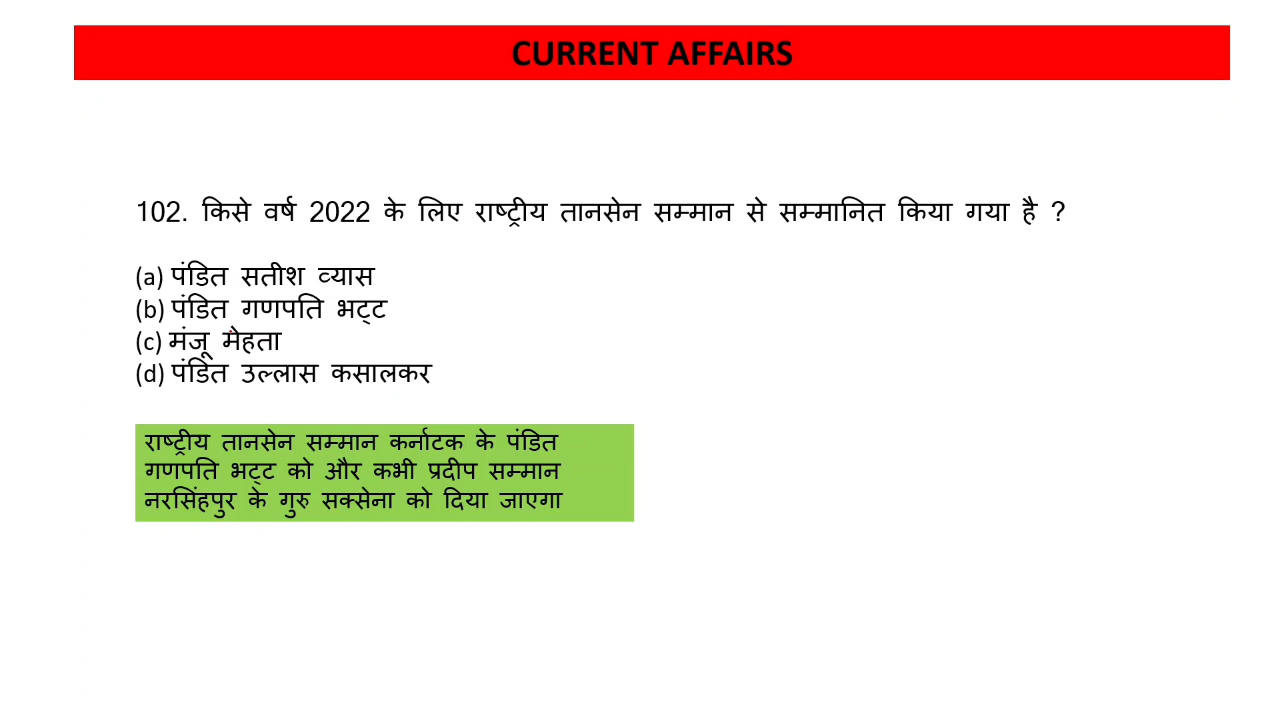 CURRENT AFFAIRS
102. किसे वर्ष 2022 के लिए राष्ट्रीय तानसेन सम्मान से सम्मानित किया गया है ?
(a) पंडित सतीश व्यास
(b) पंडित गणपति भट्ट
(c) मंजू मेहता
(d) पंडित उल्लास कसालकर
राष्ट्रीय तानसेन सम्मान कर्नाटक के पंडित
गणपति भट्ट को और कभी प्रदीप सम्मान
नरसिंहपुर के गुरु सक्सेना को दिया जाएगा